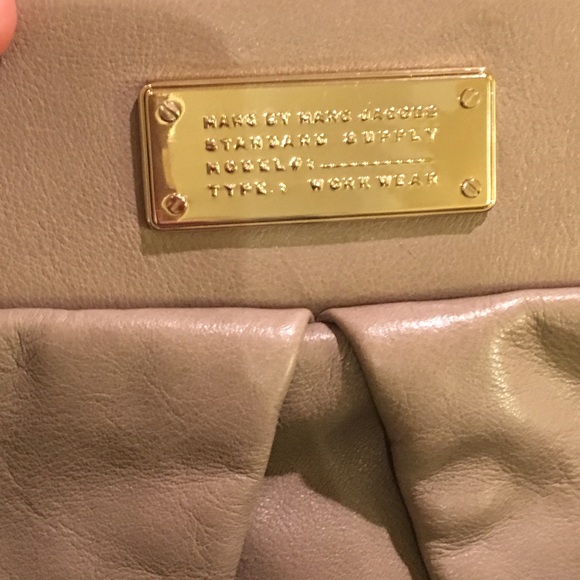 MARC BY MARC JACOBS
STANDARD SUPPLY
MODEL#:.............
TYPE.: WORK WEAR